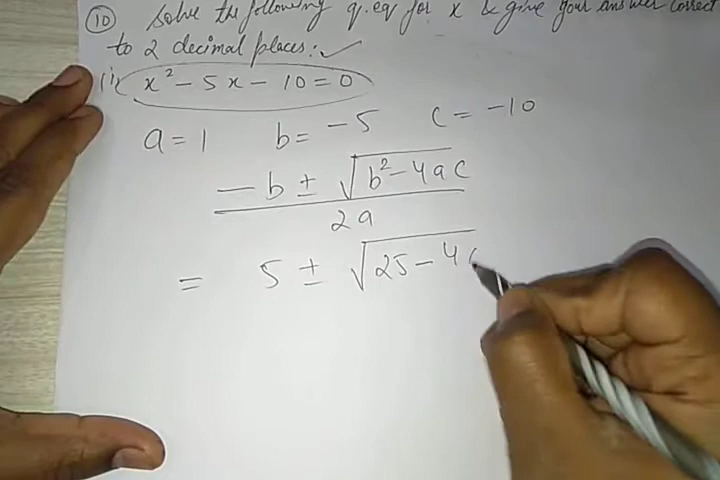 (10) Solve the following q.eq for x & give your answer correct
to 2 decimal places:
(i) x² - 5x - 10 = 0
a = 1 b = -5 c = -10
-b ± √b² - 4ac
2a
= 5 ± √25 - 4(